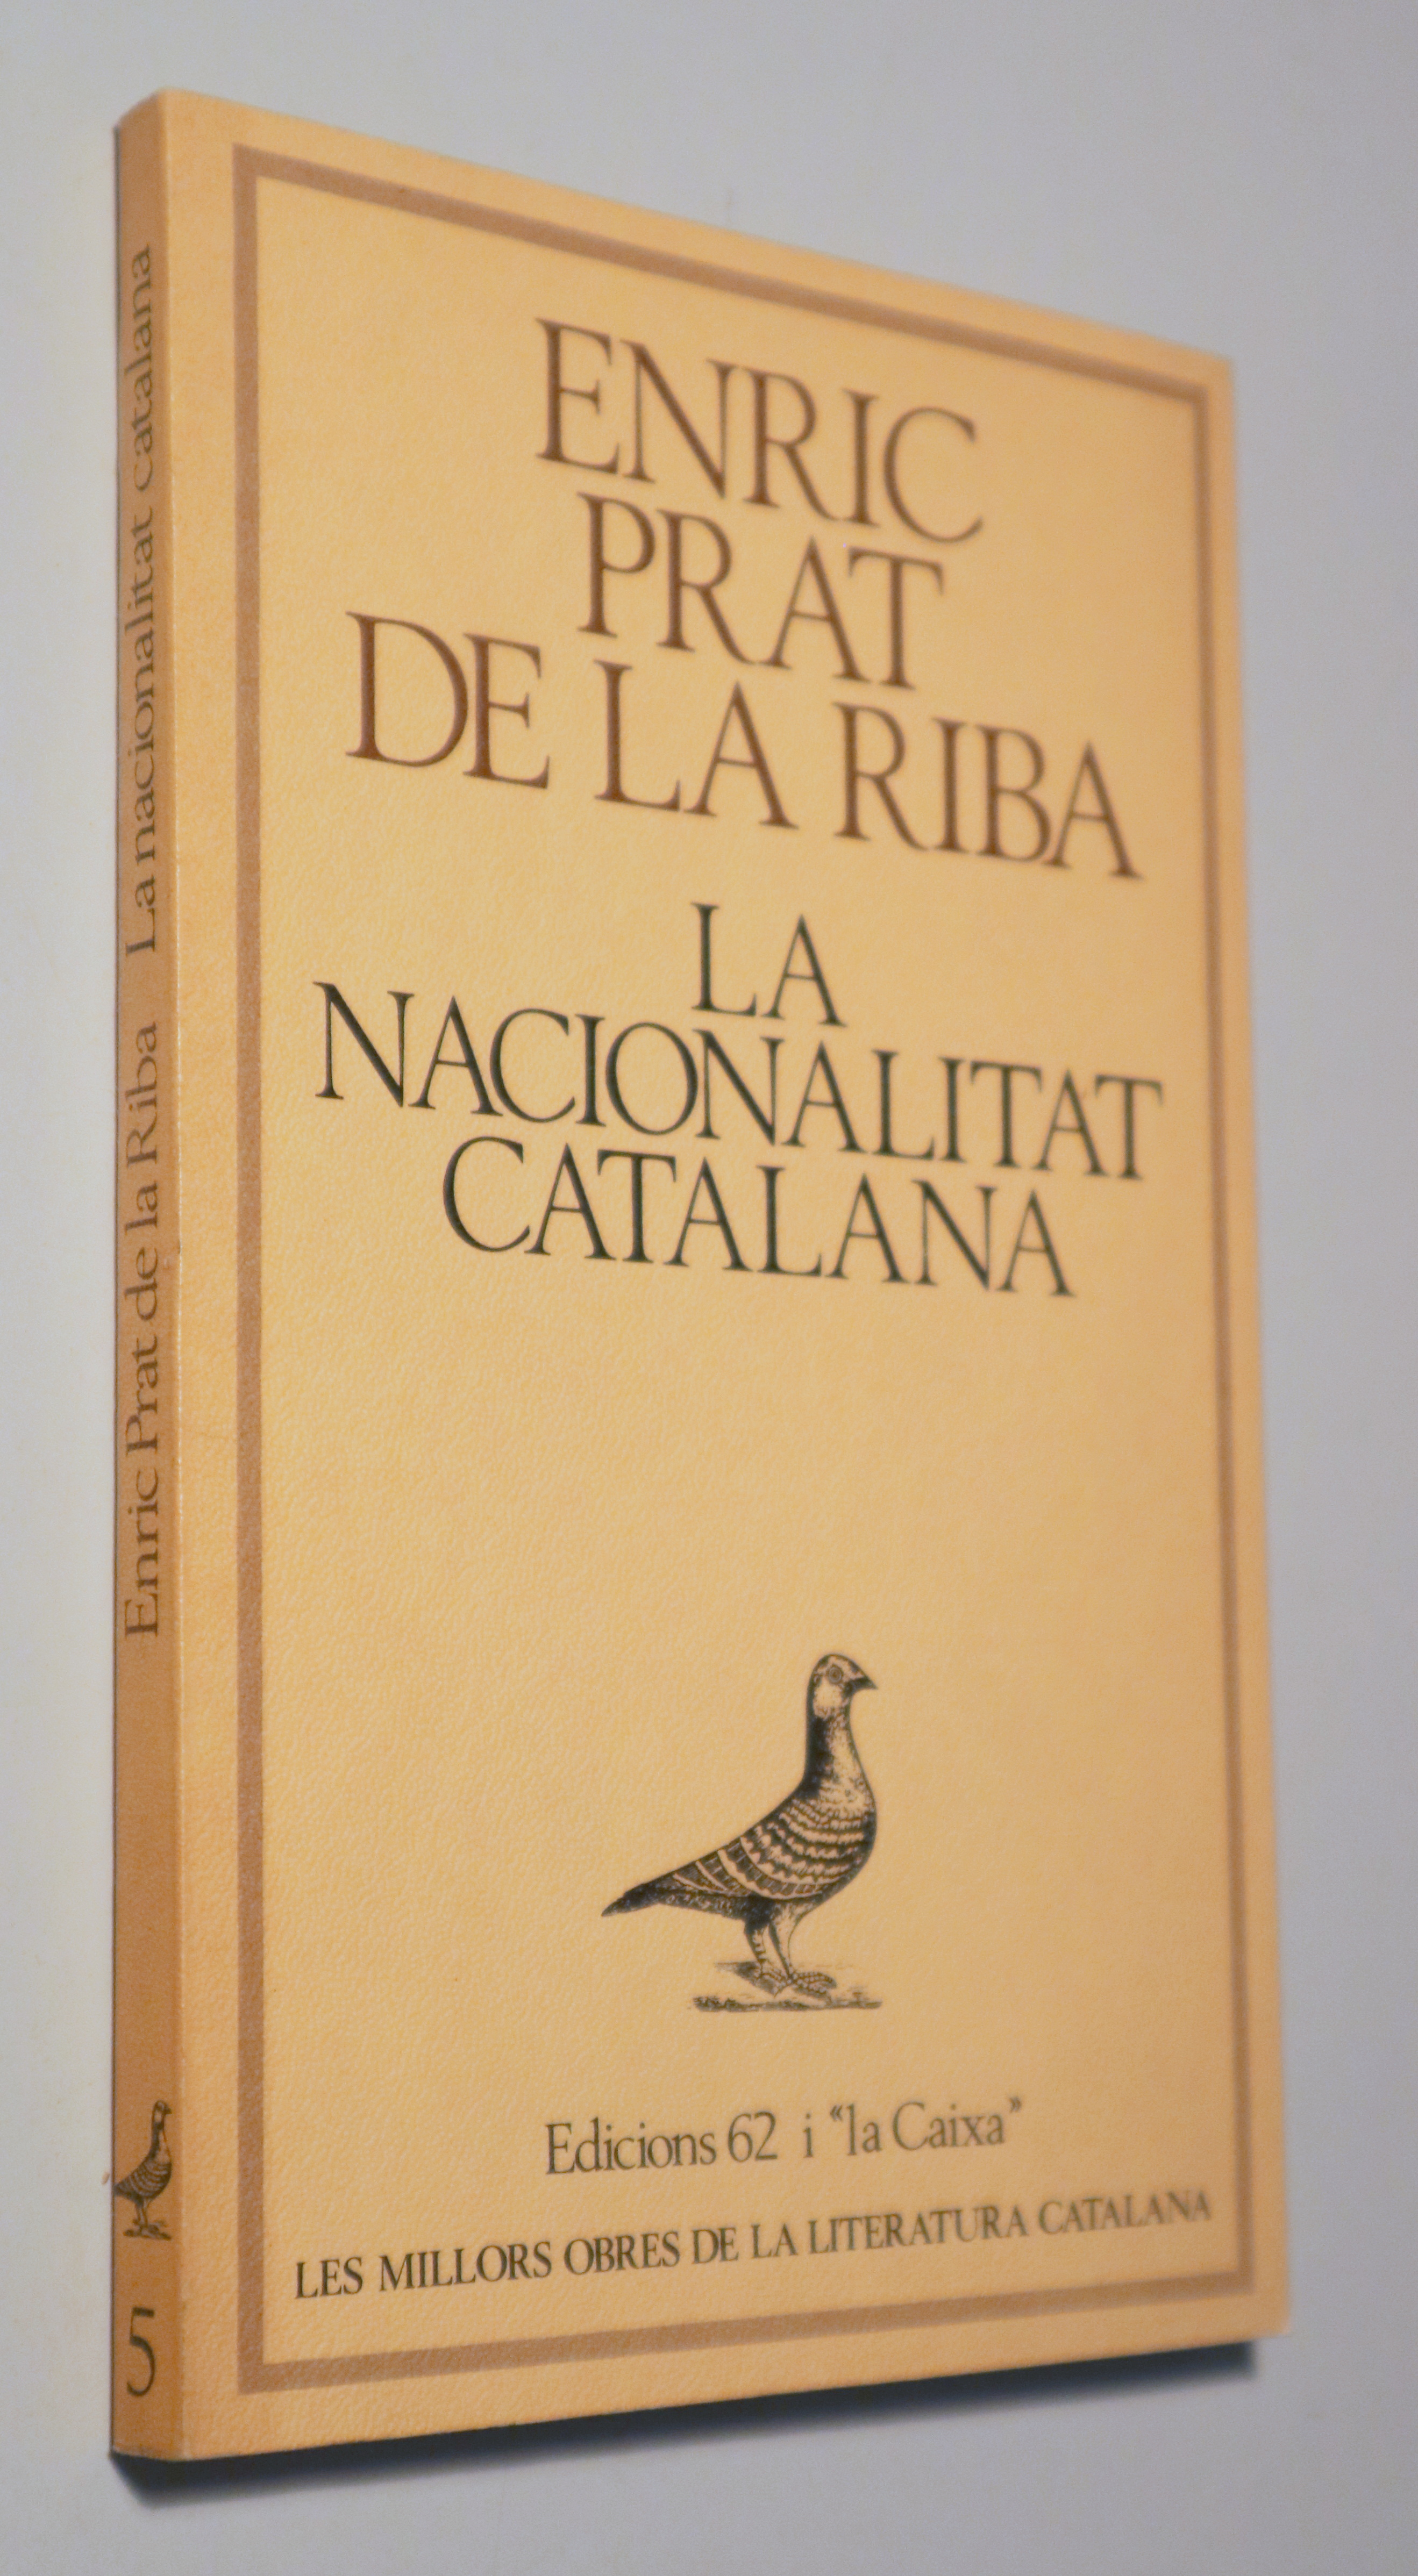 ENRIC
PRAT
DE LA RIBA
LA
NACIONALITAT
CATALANA
Edicions 62 i “la Caixa”
LES MILLORS OBRES DE LA LITERATURA CATALANA
Enric Prat de la Riba La nacionalitat catalana
5